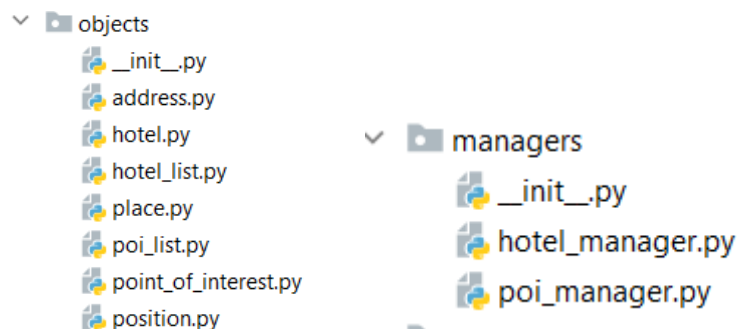 objects
__init__.py
address.py
hotel.py
hotel_list.py
place.py
poi_list.py
point_of_interest.py
position.py
managers
__init__.py
hotel_manager.py
poi_manager.py